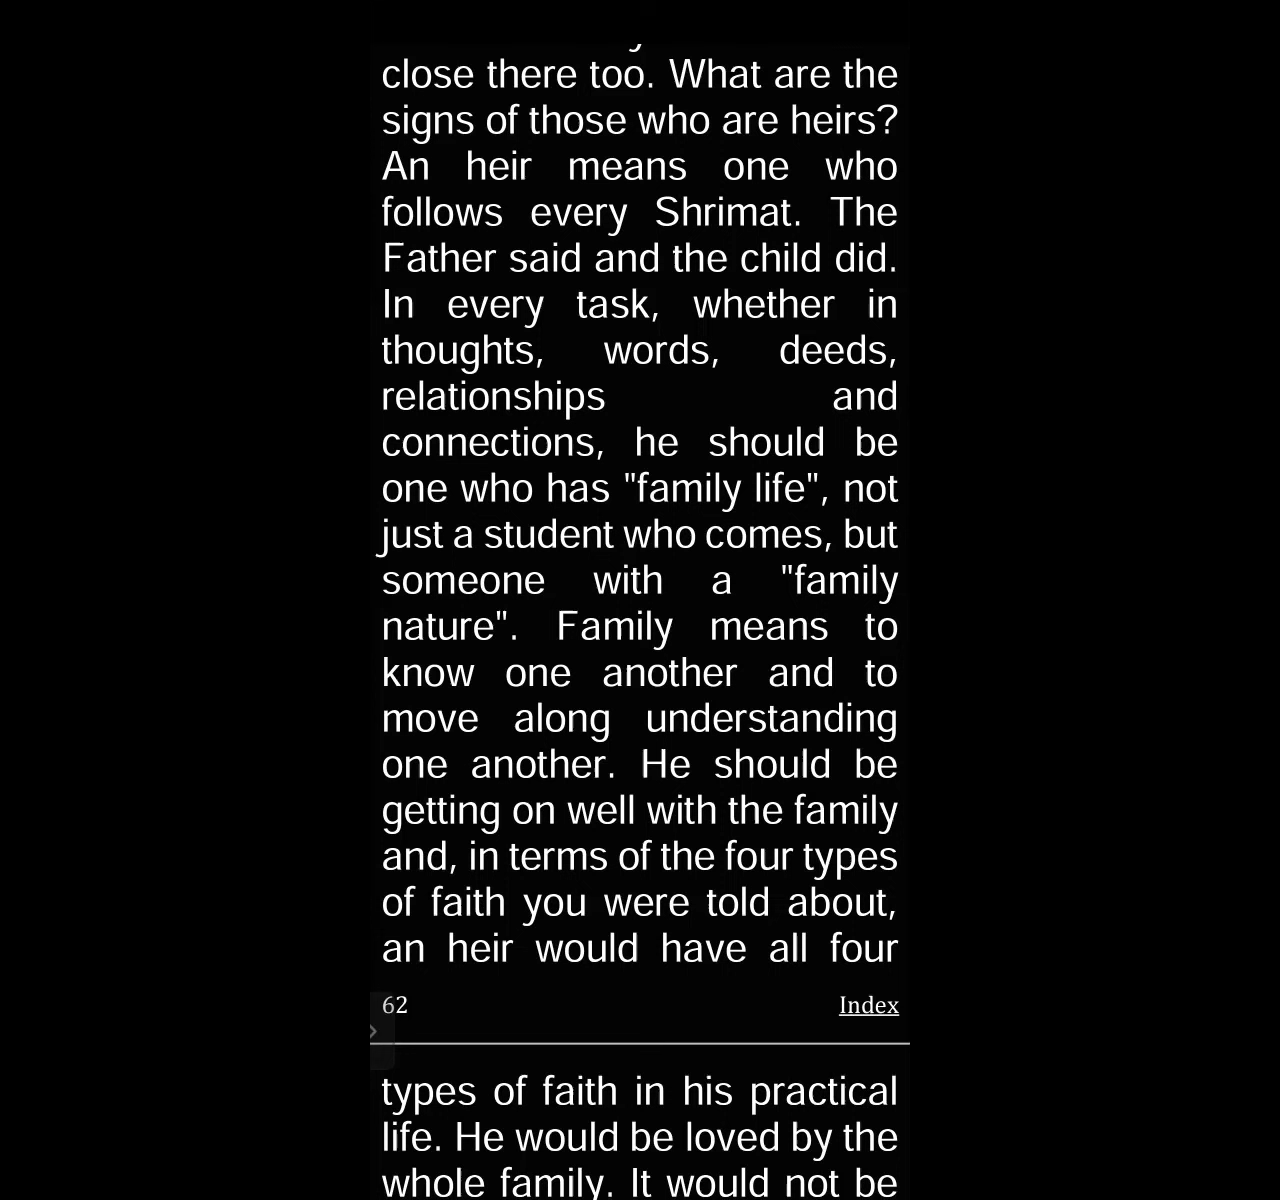 close there too. What are the
signs of those who are heirs?
An heir means one who
follows every Shrimat. The
Father said and the child did.
In every task, whether in
thoughts, words, deeds,
relationships and
connections, he should be
one who has "family life", not
just a student who comes, but
someone with a "family
nature". Family means to
know one another and to
move along understanding
one another. He should be
getting on well with the family
and, in terms of the four types
of faith you were told about,
an heir would have all four
62 Index
types of faith in his practical
life. He would be loved by the
whole family. It would not be